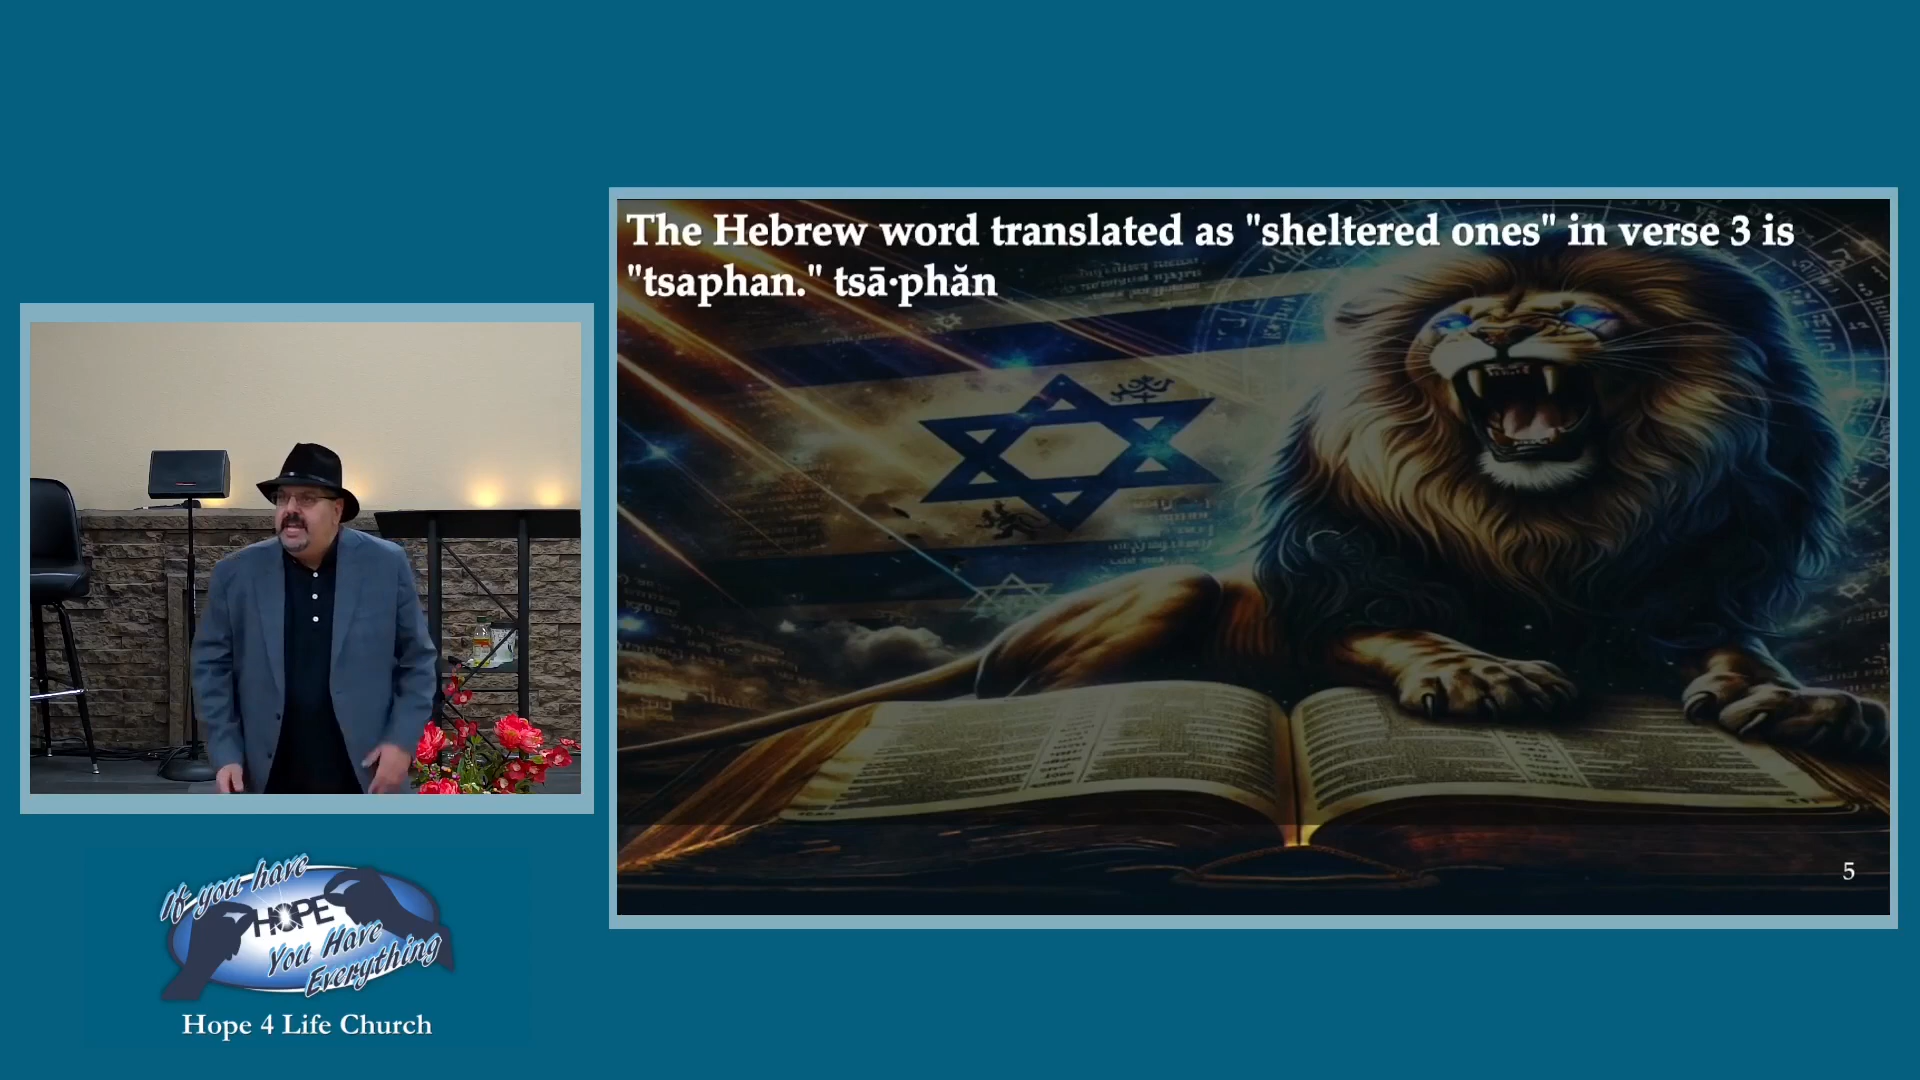 The Hebrew word translated as "sheltered ones" in verse 3 is
"tsaphan." tsā·phăn
5
If you have
HOPE
You Have
Everything
Hope 4 Life Church